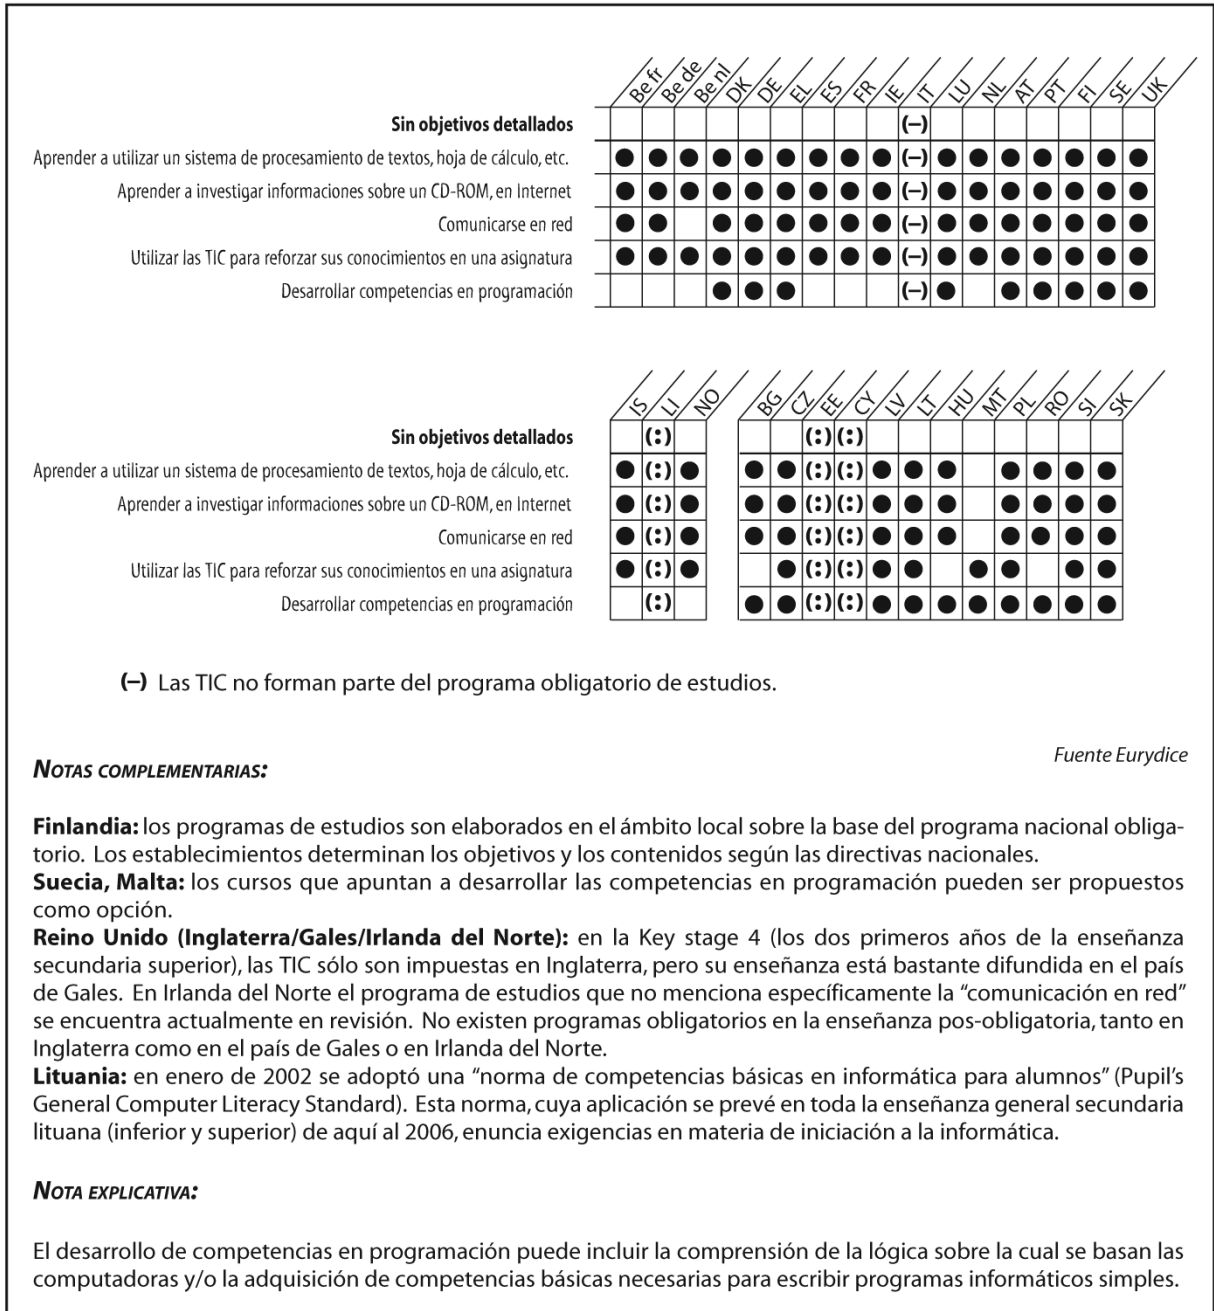 Be fr Be de Be nl DK DE EL ES FR IE IT LU NL AT PT FI SE UK
Sin objetivos detallados (–)
Aprender a utilizar un sistema de procesamiento de textos, hoja de cálculo, etc. ● ● ● ● ● ● ● ● ● (–) ● ● ● ● ● ● ●
Aprender a investigar informaciones sobre un CD-ROM, en Internet ● ● ● ● ● ● ● ● ● (–) ● ● ● ● ● ● ●
Comunicarse en red ● ● ● ● ● ● ● ● (–) ● ● ● ● ● ● ●
Utilizar las TIC para reforzar sus conocimientos en una asignatura ● ● ● ● ● ● ● ● ● (–) ● ● ● ● ● ● ●
Desarrollar competencias en programación ● ● ● (–) ● ● ● ● ● ●
IS LI NO BG CZ EE CY LV LT HU MT PL RO SI SK
Sin objetivos detallados (:) (:) (:)
Aprender a utilizar un sistema de procesamiento de textos, hoja de cálculo, etc. ● (:) ● ● ● (:) (:) ● ● ● ● ● ● ●
Aprender a investigar informaciones sobre un CD-ROM, en Internet ● (:) ● ● ● (:) (:) ● ● ● ● ● ● ●
Comunicarse en red ● (:) ● ● ● (:) (:) ● ● ● ● ● ● ●
Utilizar las TIC para reforzar sus conocimientos en una asignatura ● (:) ● ● (:) (:) ● ● ● ● ● ●
Desarrollar competencias en programación (:) ● ● (:) (:) ● ● ● ● ● ● ● ●
(–) Las TIC no forman parte del programa obligatorio de estudios.
Fuente Eurydice
NOTAS COMPLEMENTARIAS:
Finlandia: los programas de estudios son elaborados en el ámbito local sobre la base del programa nacional obliga-
torio. Los establecimientos determinan los objetivos y los contenidos según las directivas nacionales.
Suecia, Malta: los cursos que apuntan a desarrollar las competencias en programación pueden ser propuestos
como opción.
Reino Unido (Inglaterra/Gales/Irlanda del Norte): en la Key stage 4 (los dos primeros años de la enseñanza
secundaria superior), las TIC sólo son impuestas en Inglaterra, pero su enseñanza está bastante difundida en el país
de Gales. En Irlanda del Norte el programa de estudios que no menciona específicamente la “comunicación en red”
se encuentra actualmente en revisión. No existen programas obligatorios en la enseñanza pos-obligatoria, tanto en
Inglaterra como en el país de Gales o en Irlanda del Norte.
Lituania: en enero de 2002 se adoptó una “norma de competencias básicas en informática para alumnos” (Pupil’s
General Computer Literacy Standard). Esta norma, cuya aplicación se prevé en toda la enseñanza general secundaria
lituana (inferior y superior) de aquí al 2006, enuncia exigencias en materia de iniciación a la informática.
NOTA EXPLICATIVA:
El desarrollo de competencias en programación puede incluir la comprensión de la lógica sobre la cual se basan las
computadoras y/o la adquisición de competencias básicas necesarias para escribir programas informáticos simples.